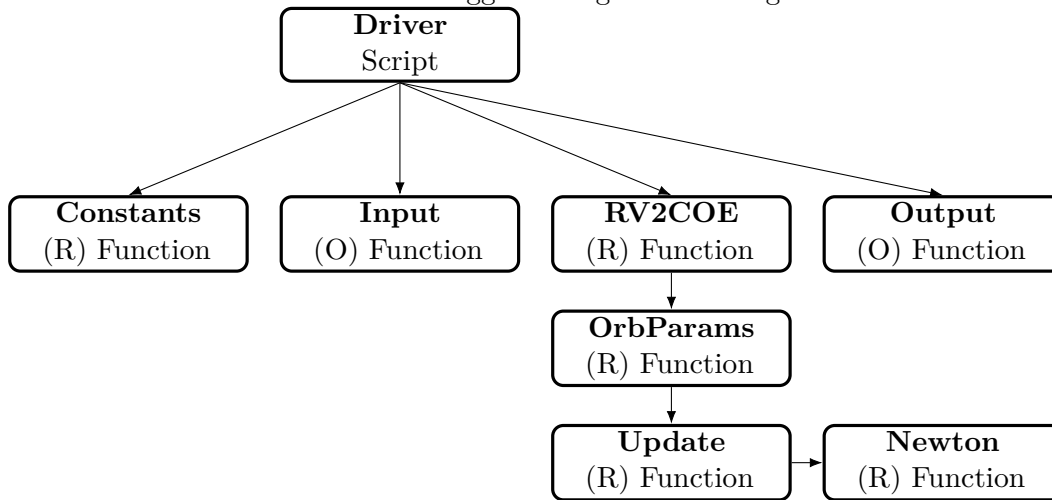 Driver
Script
Constants
(R) Function
Input
(O) Function
RV2COE
(R) Function
Output
(O) Function
OrbParams
(R) Function
Update
(R) Function
Newton
(R) Function